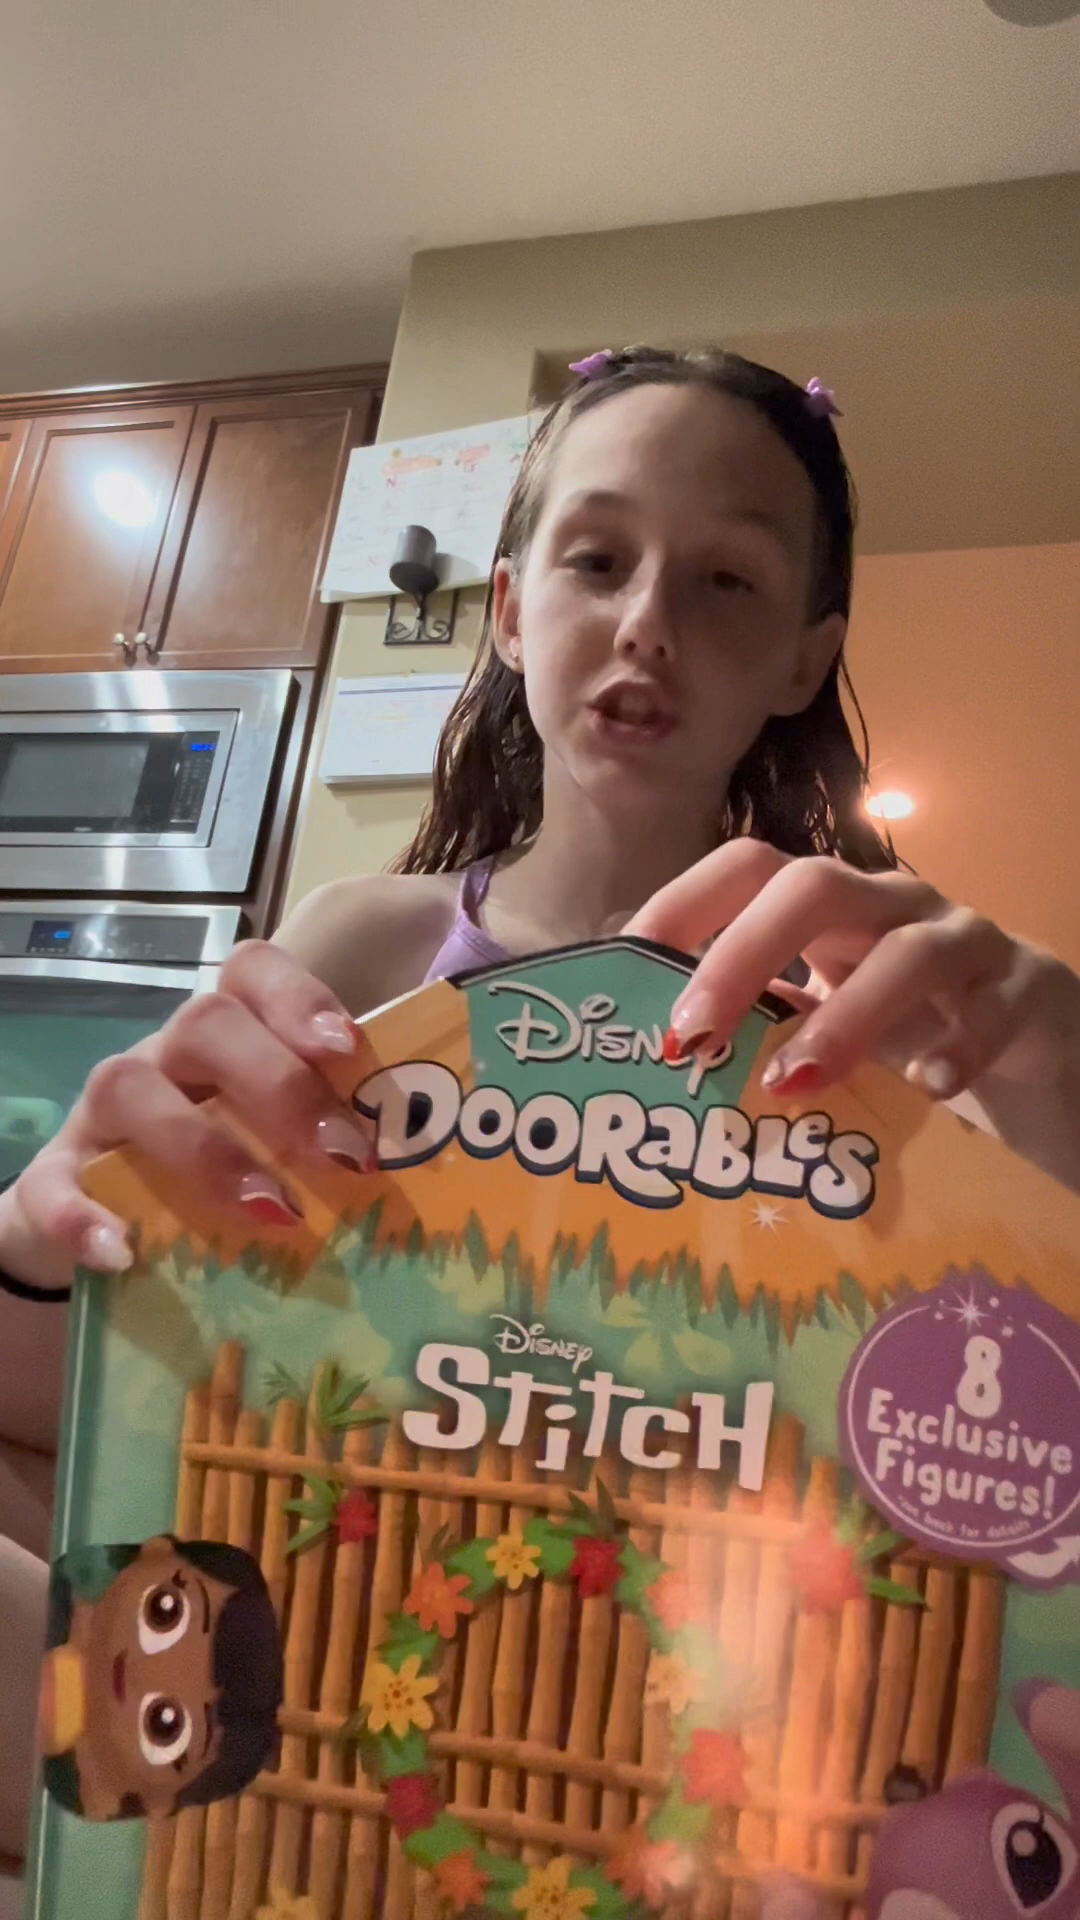 Disney
DOORaBLeS
Disney
STiTCH
8
Exclusive
Figures!